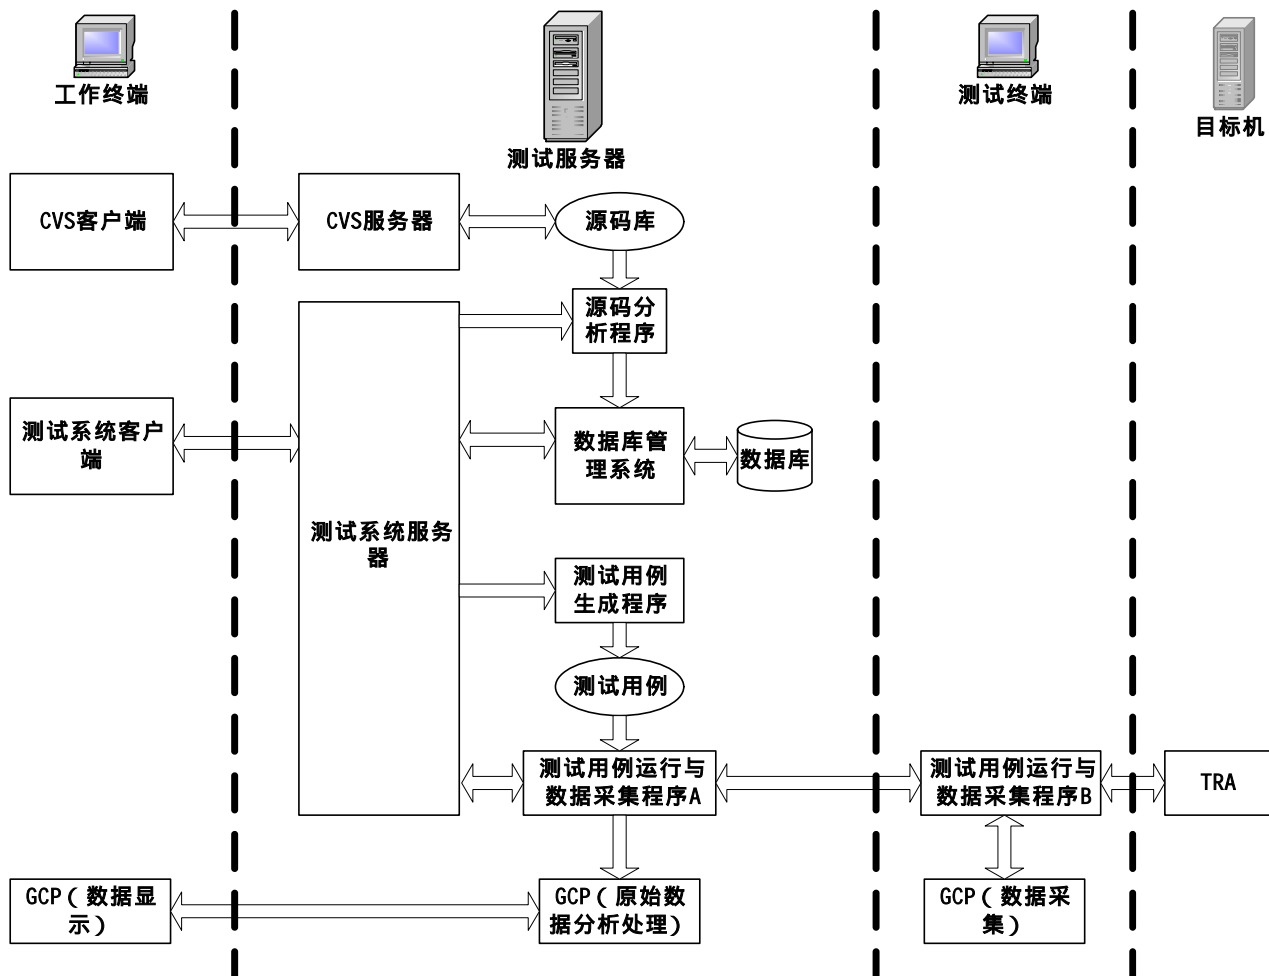 工作终端
测试服务器
测试终端
目标机
CVS客户端
CVS服务器
源码库
源码分
析程序
测试系统客户
端
测试系统服务
器
数据库管
理系统
数据库
测试用例
生成程序
测试用例
测试用例运行与
数据采集程序A
测试用例运行与
数据采集程序B
TRA
GCP(数据显
示)
GCP(原始数
据分析处理)
GCP(数据采
集)